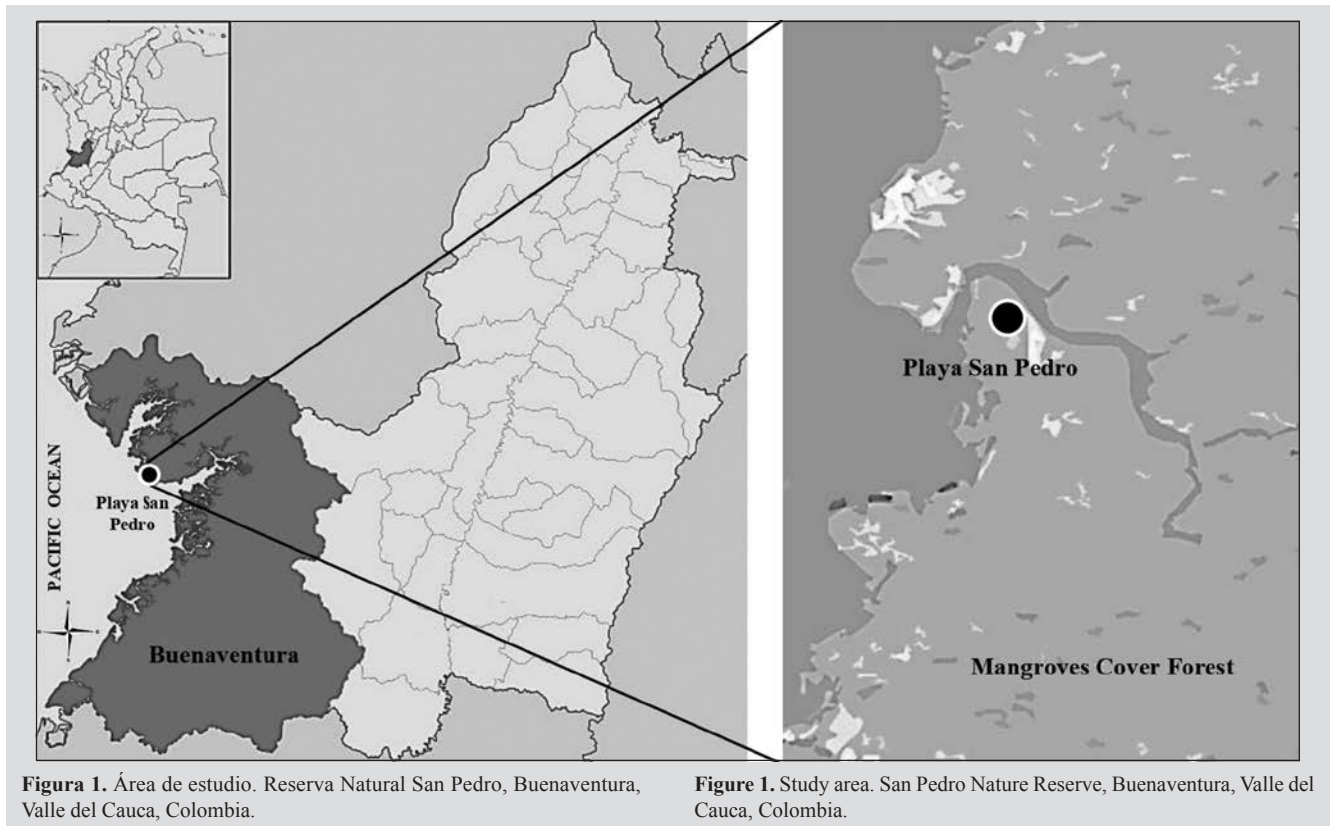 PACIFIC OCEAN
Playa San
Pedro
Buenaventura
Playa San Pedro
Mangroves Cover Forest
Figura 1. Área de estudio. Reserva Natural San Pedro, Buenaventura,
Valle del Cauca, Colombia.
Figure 1. Study area. San Pedro Nature Reserve, Buenaventura, Valle del
Cauca, Colombia.